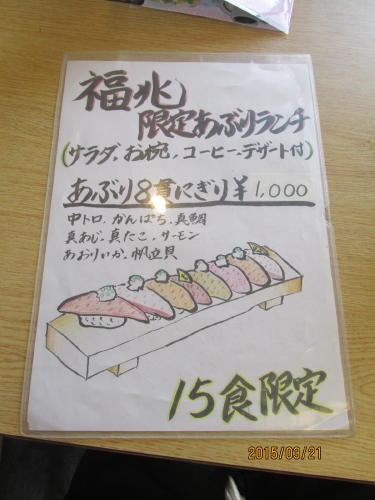 福兆
限定あぶりランチ
(サラダ、お椀、コーヒー、デザート付)
あぶり8貫にぎり¥1,000
中トロ、かんぱち、真鯛
真あじ、真だこ、サーモン
あおりいか、帆立貝
15食限定
2015/09/21